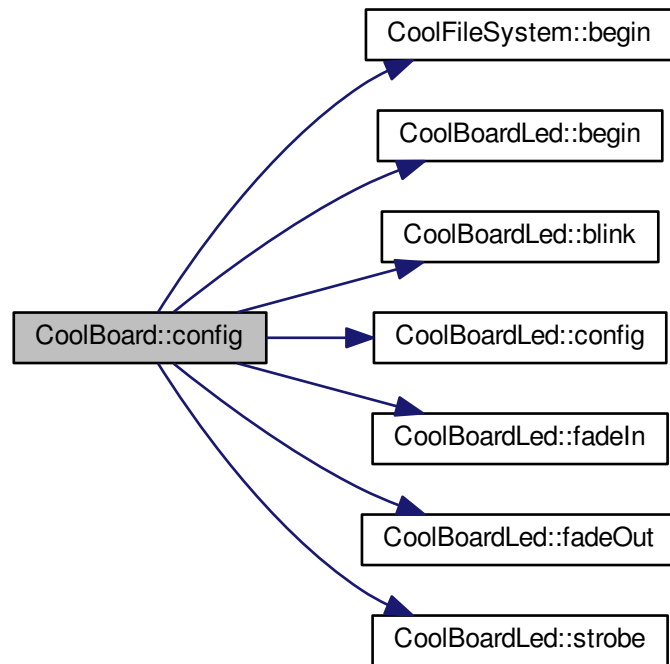 CoolFileSystem::begin
CoolBoardLed::begin
CoolBoardLed::blink
CoolBoard::config
CoolBoardLed::config
CoolBoardLed::fadeIn
CoolBoardLed::fadeOut
CoolBoardLed::strobe